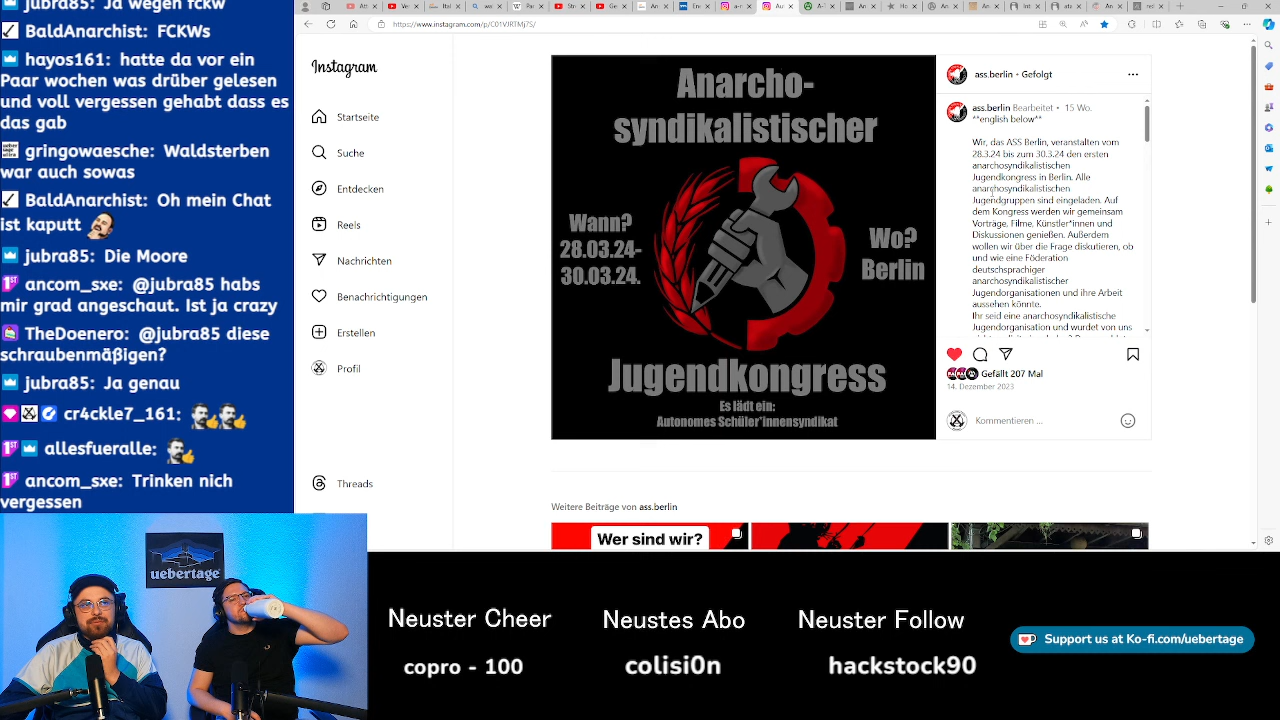 jubra85: Ja wegen fckw
BaldAnarchist: FCKWs
hayos161: hatte da vor ein
Paar wochen was drüber gelesen
und voll vergessen gehabt dass es
das gab
gringowaesche: Waldsterben
war auch sowas
BaldAnarchist: Oh mein Chat
ist kaputt
jubra85: Die Moore
ancom_sxe: @jubra85 habs
mir grad angeschaut. Ist ja crazy
TheDoenero: @jubra85 diese
schraubenmäßigen?
jubra85: Ja genau
cr4ckle7_161:
allesfueralle:
ancom_sxe: Trinken nich
vergessen
https://www.instagram.com/p/C01VJRTMj7S/
Instagram
Startseite
Suche
Entdecken
Reels
Nachrichten
Benachrichtigungen
Erstellen
Profil
Threads
Anarcho-
syndikalistischer
Wann?
28.03.24-
30.03.24.
Wo?
Berlin
Jugendkongress
Es lädt ein:
Autonomes Schüler*innensyndikat
ass.berlin • Gefolgt
ass.berlin Bearbeitet • 15 Wo.
**english below**
Wir, das ASS Berlin, veranstalten vom
28.3.24 bis zum 30.3.24 den ersten
anarchosyndikalistischen
Jugendkongress in Berlin. Alle
anarchosyndikalistischen
Jugendgruppen sind eingeladen. Auf
dem Kongress werden wir gemeinsam
Vorträge, Filme, Künstler*innen und
Diskussionen genießen. Außerdem
wollen wir über die Frage diskutieren, ob
und wie eine Föderation
deutschsprachiger
anarchosyndikalistischer
Jugendorganisationen und ihre Arbeit
aussehen könnte.
Ihr seid eine anarchosyndikalistische
Jugendorganisation und wurdet von uns
Gefällt 207 Mal
14. Dezember 2023
Kommentieren ...
Weitere Beiträge von ass.berlin
Wer sind wir?
UEBERTAGE
Neuster Cheer
copro - 100
Neustes Abo
colisi0n
Neuster Follow
hackstock90
Support us at Ko-fi.com/uebertage